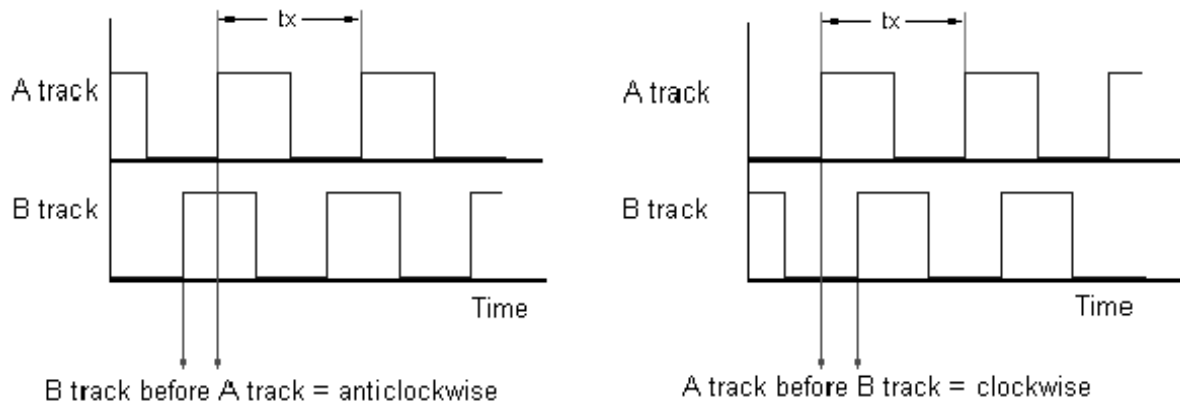 tx
A track
B track
Time
B track before A track = anticlockwise
tx
A track
B track
Time
A track before B track = clockwise